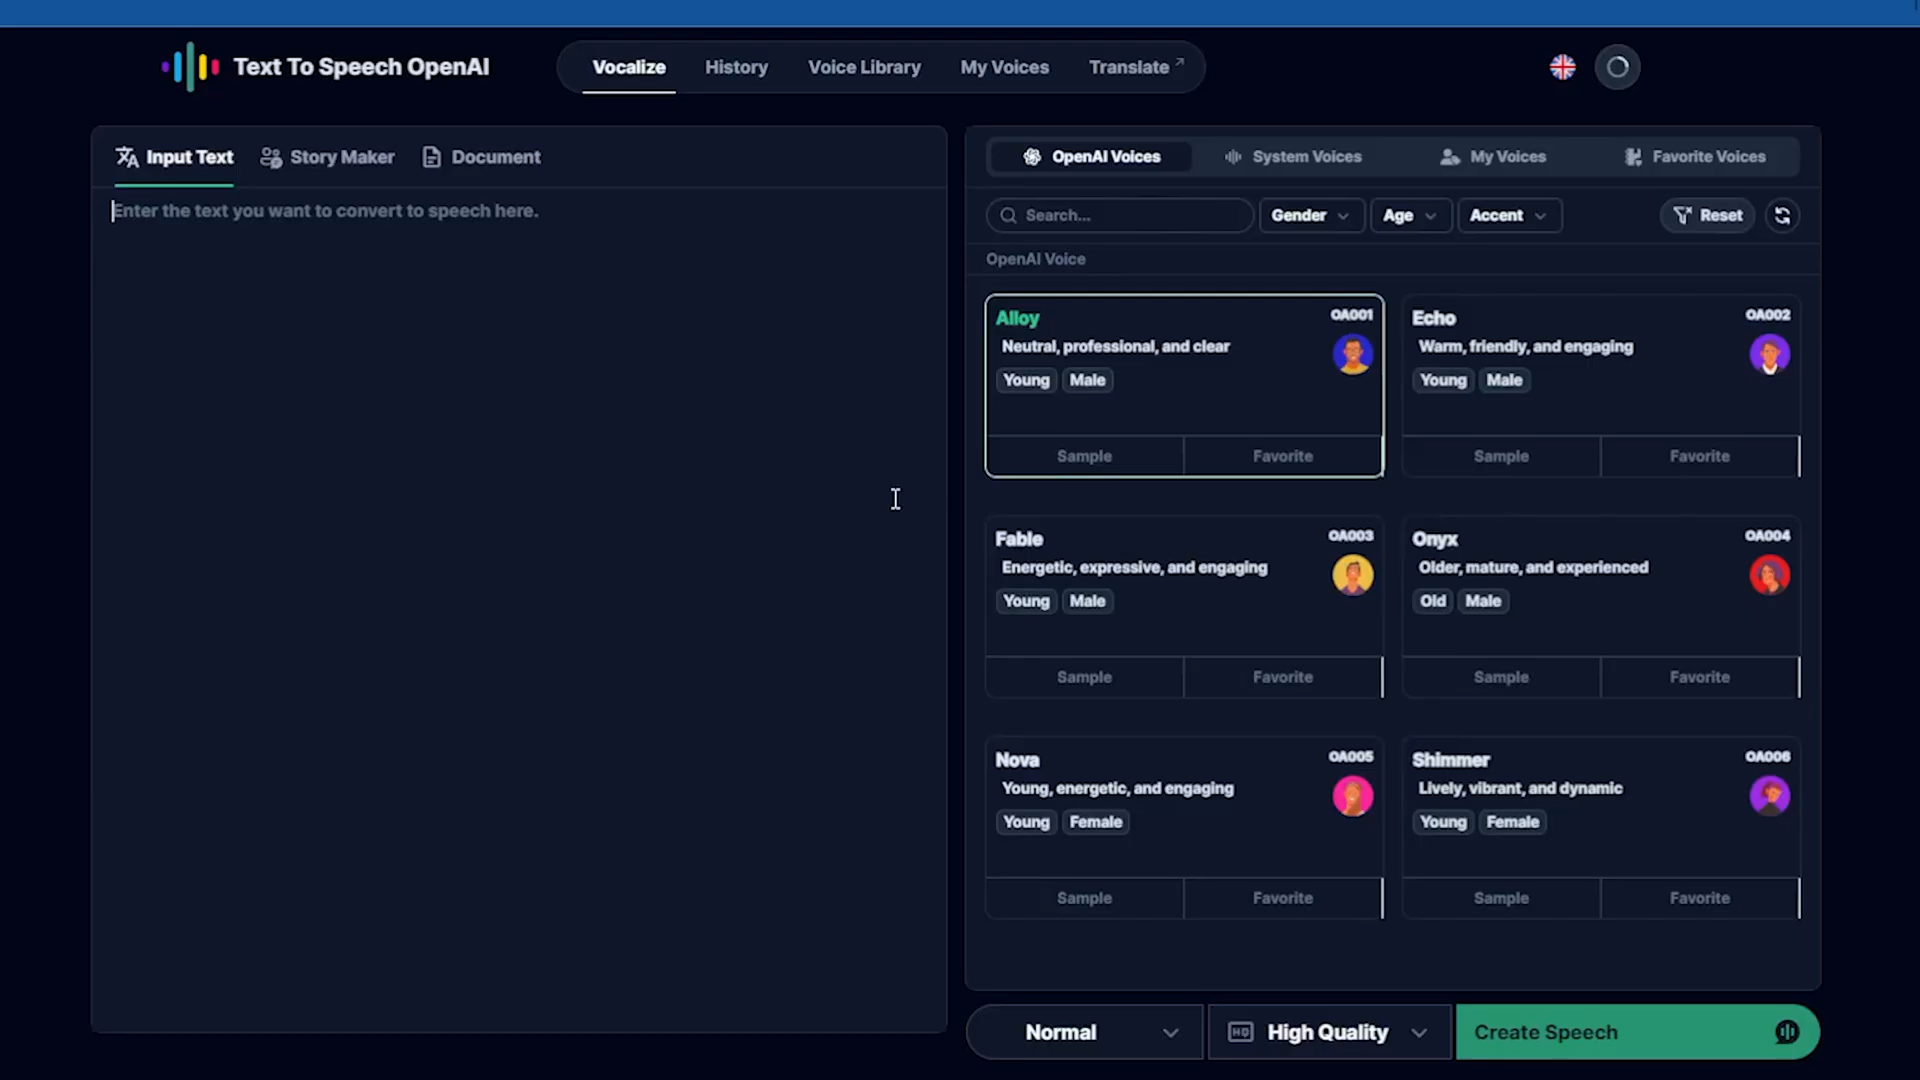 Text To Speech OpenAI
Vocalize History Voice Library My Voices Translate
Input Text Story Maker Document
Enter the text you want to convert to speech here.
OpenAI Voices System Voices My Voices Favorite Voices
Search... Gender Age Accent Reset
OpenAI Voice
Alloy OA001
Neutral, professional, and clear
Young Male
Sample Favorite
Echo OA002
Warm, friendly, and engaging
Young Male
Sample Favorite
Fable OA003
Energetic, expressive, and engaging
Young Male
Sample Favorite
Onyx OA004
Older, mature, and experienced
Old Male
Sample Favorite
Nova OA005
Young, energetic, and engaging
Young Female
Sample Favorite
Shimmer OA006
Lively, vibrant, and dynamic
Young Female
Sample Favorite
Normal HQ High Quality Create Speech